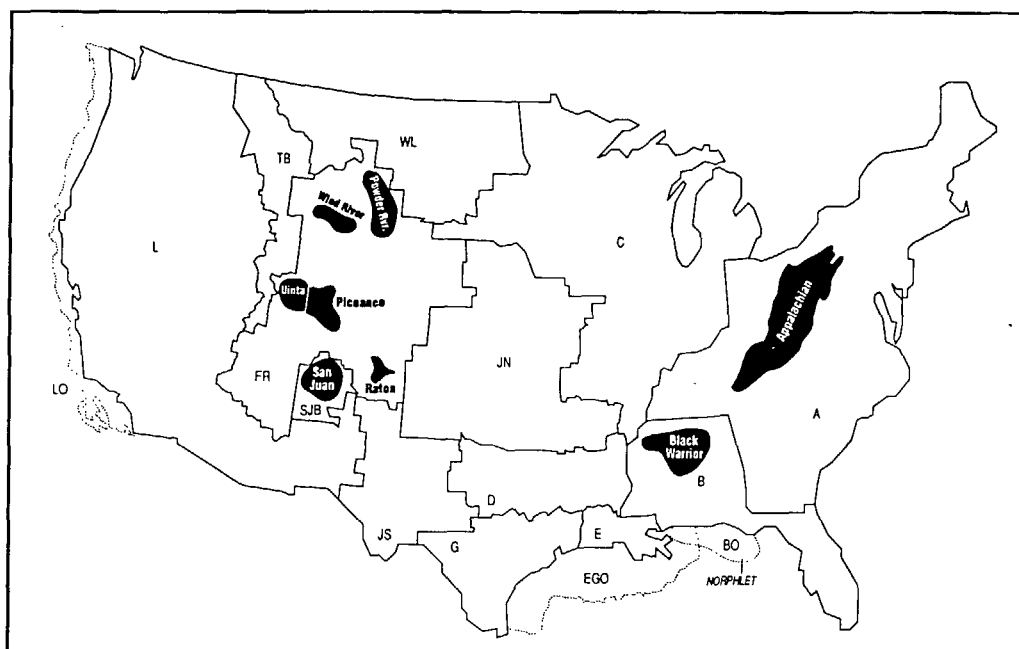 WL
TB
Wind River
Powder Rvr.
L
C
Uinta
Piceance
Appalachian
JN
FR
San
Juan
Raton
LO
SJB
A
Black
Warrior
B
D
JS
G
E
BO
EGO
NORPHLET